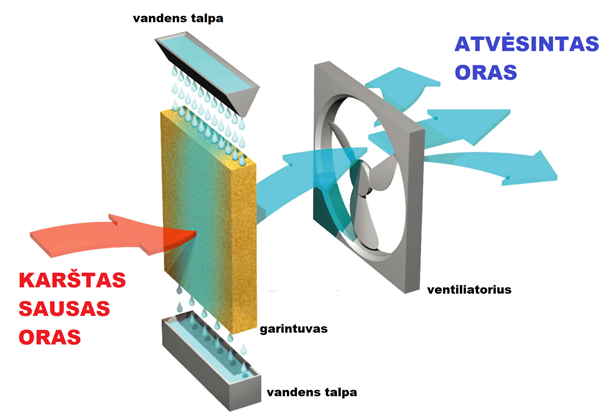 vandens talpa
ATVĖSINTAS
ORAS
KARŠTAS
SAUSAS
ORAS
ventiliatorius
garintuvas
vandens talpa